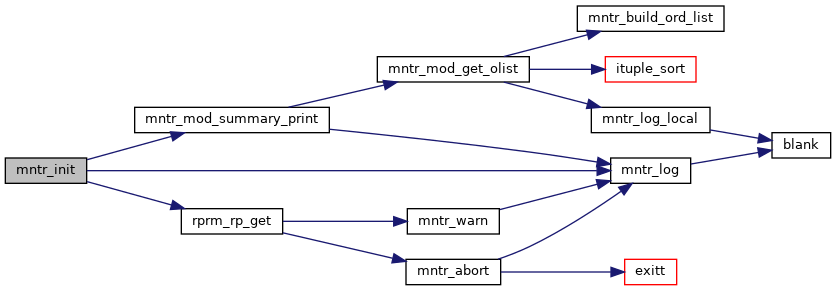 mntr_build_ord_list
mntr_mod_get_olist
ituple_sort
mntr_mod_summary_print
mntr_log_local
blank
mntr_init
mntr_log
rprm_rp_get
mntr_warn
mntr_abort
exitt